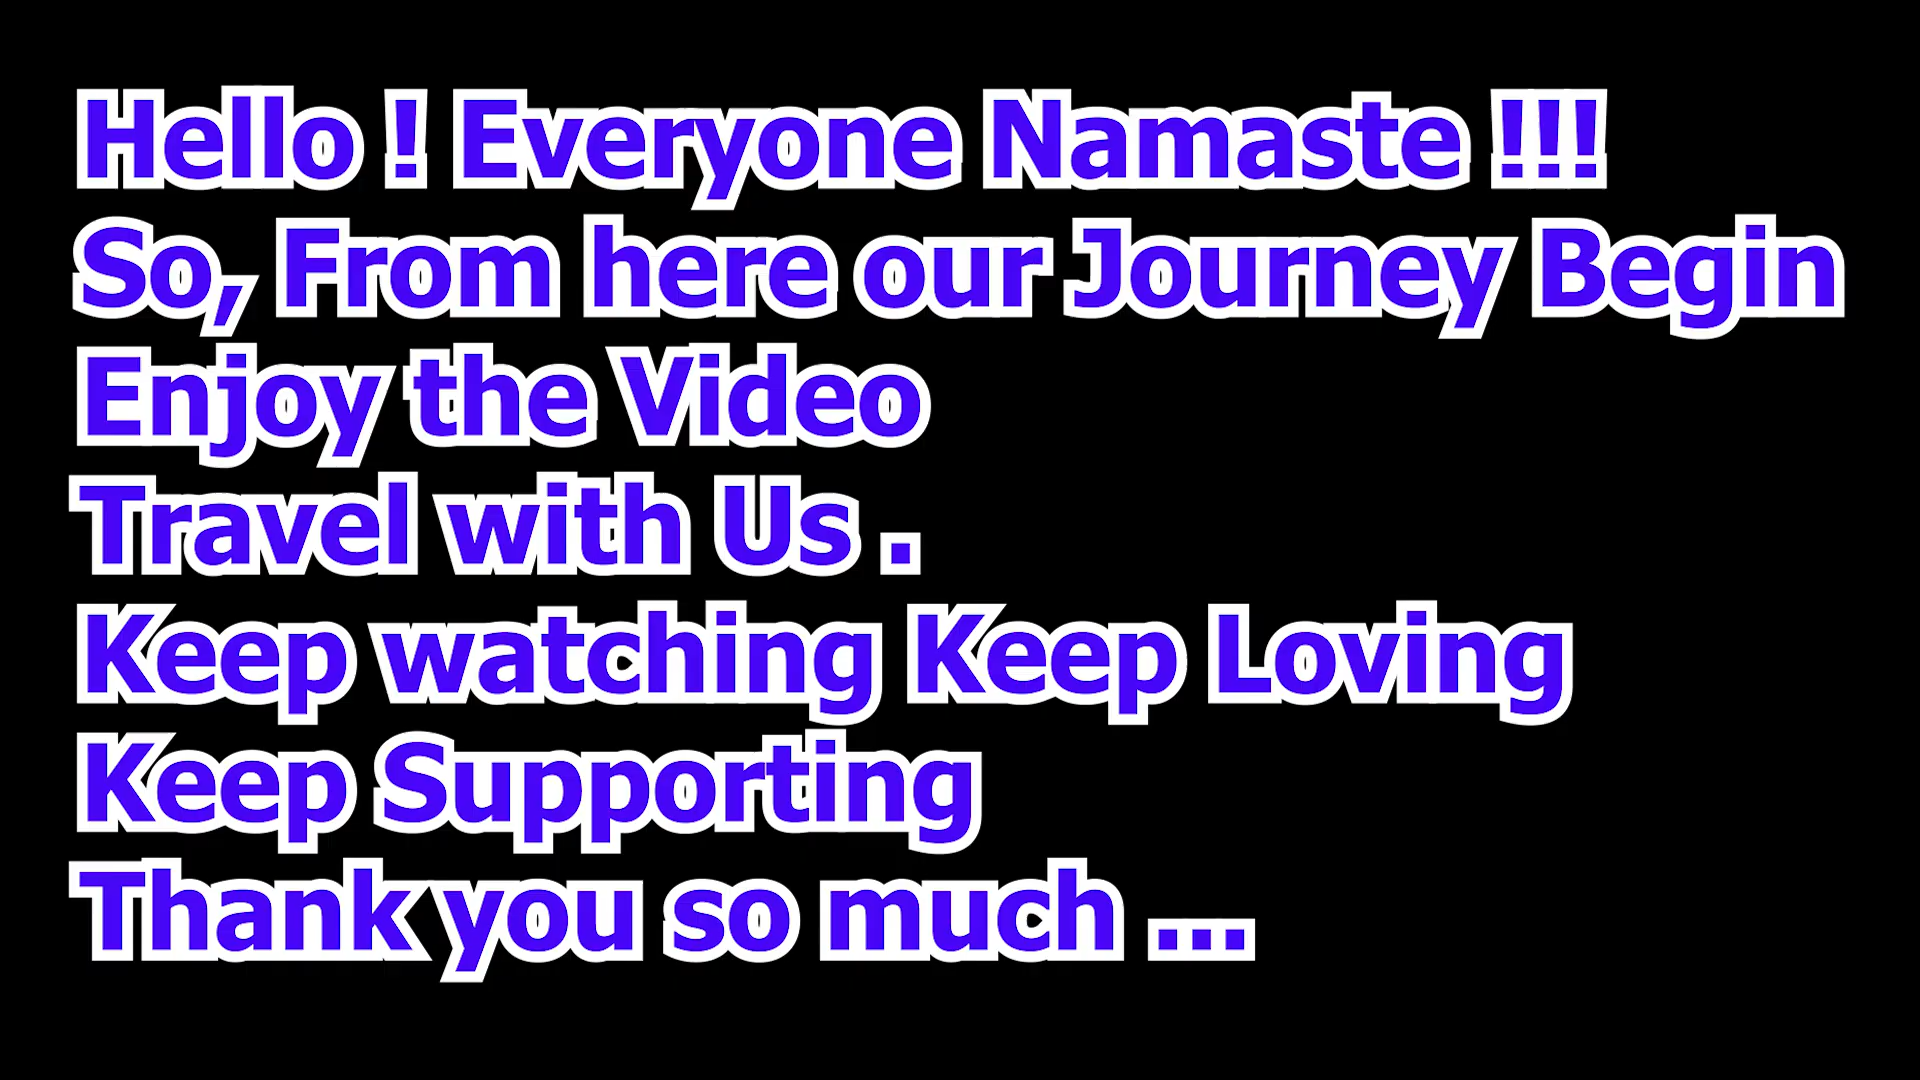 Hello ! Everyone Namaste !!!
So, From here our Journey Begin
Enjoy the Video
Travel with Us .
Keep watching Keep Loving
Keep Supporting
Thank you so much ...